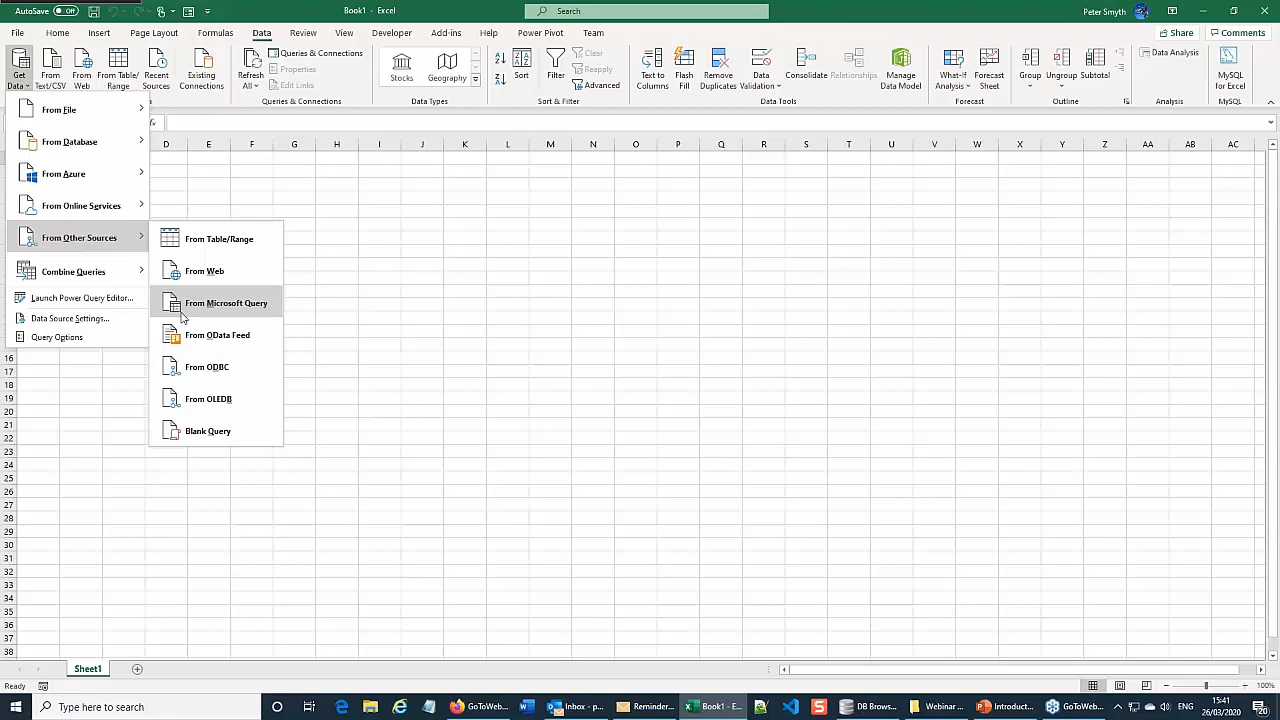 AutoSave Off
Book1 - Excel
Search
Peter Smyth
File Home Insert Page Layout Formulas Data Review View Developer Add-ins Help Power Pivot Team
Share Comments
Get Data
From Text/CSV
From Web
From Table/ Range
Recent Sources
Existing Connections
Refresh All
Queries & Connections
Properties
Edit Links
Queries & Connections
Stocks
Geography
Data Types
Sort
Filter
Clear
Reapply
Advanced
Sort & Filter
Text to Columns
Flash Fill
Remove Duplicates
Data Validation
Consolidate
Relationships
Manage Data Model
Data Tools
What-If Analysis
Forecast Sheet
Forecast
Group
Ungroup
Subtotal
Outline
Data Analysis
Analysis
MySQL for Excel
MySQL
From File
From Database
From Azure
From Online Services
From Other Sources
Combine Queries
Launch Power Query Editor...
Data Source Settings...
Query Options
From Table/Range
From Web
From Microsoft Query
From OData Feed
From ODBC
From OLEDB
Blank Query
fx
D E F G H I J K L M N O P Q R S T U V W X Y Z AA AB AC
16
17
18
19
20
21
22
23
24
25
26
27
28
29
30
31
32
33
34
35
36
37
38
Sheet1
Ready
100%
Type here to search
GoToWeb...
Inbox - p...
Reminder...
Book1 - E...
DB Brows...
Webinar ...
Introduct...
GoToWe...
ENG
15:41
26/03/2020